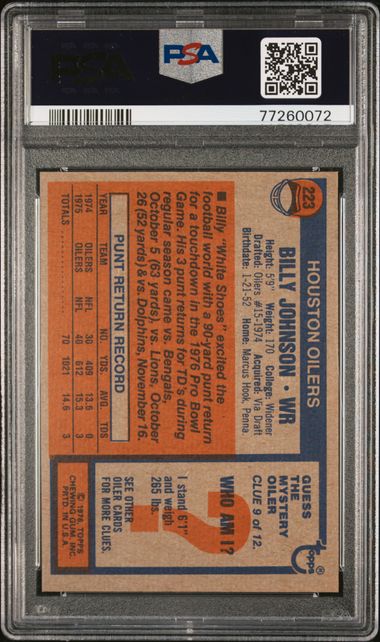 PSA
PSA
77260072
223
HOUSTON OILERS
BILLY JOHNSON • WR
Height: 5'9" Weight: 170 College: Widener
Drafted: Oilers #15-1974 Acquired: Via Draft
Birthdate: 1-21-52 Home: Marcus Hook, Penna
■ Billy "White Shoes" excited the
football world with a 90-yard punt return
for a touchdown in the 1976 Pro Bowl
Game. His 3 punt returns for TD's during
regular season came vs. Bengals,
October 5 (63 yards), vs. Lions, October
26 (52 yards) & vs. Dolphins, November 16.
PUNT RETURN RECORD
YEAR TEAM NO. YDS. AVG. TDS
1974 OILERS NFL 30 409 13.6 0
1975 OILERS NFL 40 612 15.3 3
TOTALS 70 1021 14.6 3
topps®
GUESS
THE
MYSTERY
OILER
CLUE 9 of 12.
WHO AM I?
I stand 6'1"
and weigh
265 lbs.
?
SEE OTHER
OILER CARDS
FOR MORE CLUES.
© 1976, TOPPS
CHEWING GUM, INC.
PRTD. IN U.S.A.